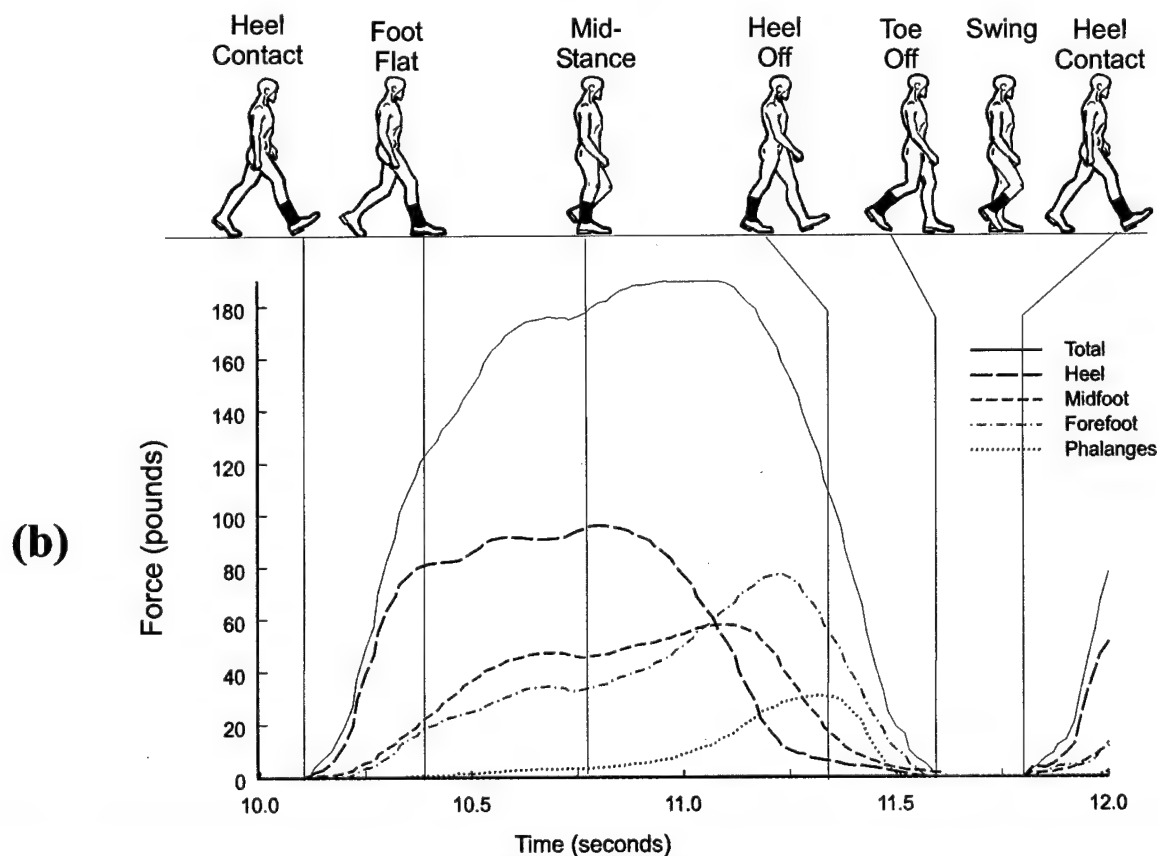 Heel
Contact
Foot
Flat
Mid-
Stance
Heel
Off
Toe
Off
Swing
Heel
Contact
(b)
Force (pounds)
180
160
140
120
100
80
60
40
20
0
Total
Heel
Midfoot
Forefoot
Phalanges
10.0
10.5
11.0
11.5
12.0
Time (seconds)